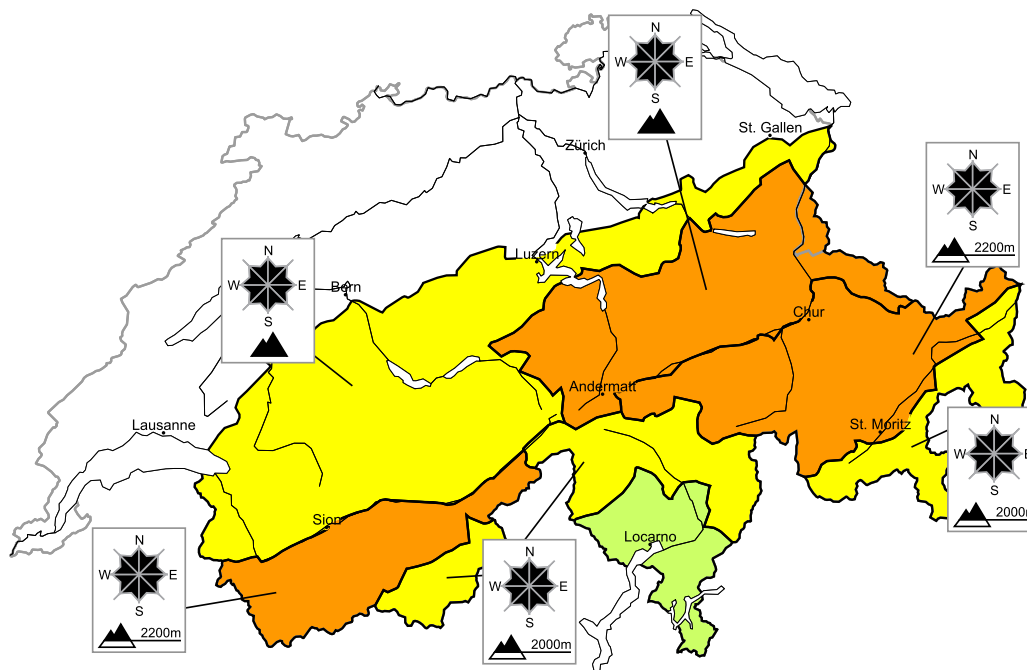 N
W E
S
St. Gallen
Zürich
N
W E
S
2200m
Luzern
N
W E
S
Bern
Chur
Andermatt
St. Moritz
Lausanne
N
W E
S
2000m
Sion
Locarno
N
W E
S
2200m
N
W E
S
2000m